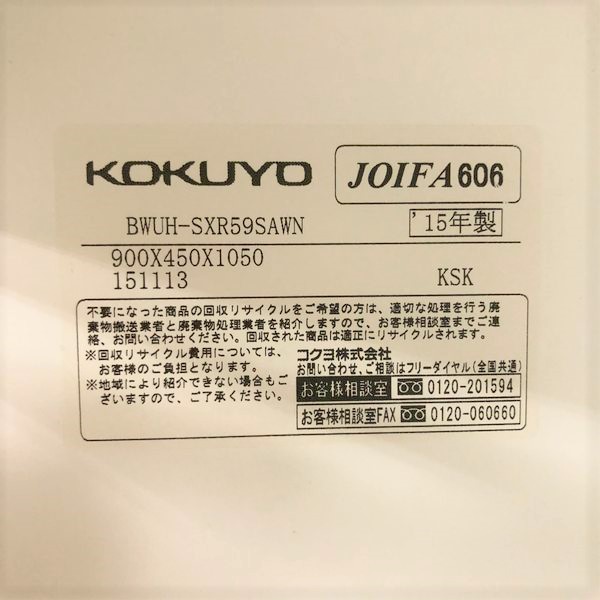 KOKUYO
JOIFA606
BWUH-SXR59SAWN
'15年製
900X450X1050
151113
KSK
不要になった商品の回収リサイクルをご希望の方は、適切な処理を行う廃
棄物搬送業者と廃棄物処理業者を紹介しますので、お客様相談室までご連
絡、お問い合わせください。回収された商品は適正にリサイクルされます。
※回収リサイクル費用については、
お客様のご負担となります。
※地域により紹介できない場合もご
ざいますので、ご了承ください。
コクヨ株式会社
お問い合わせ、ご相談はフリーダイヤル(全国共通)
お客様相談室 0120-201594
お客様相談室FAX 0120-060660